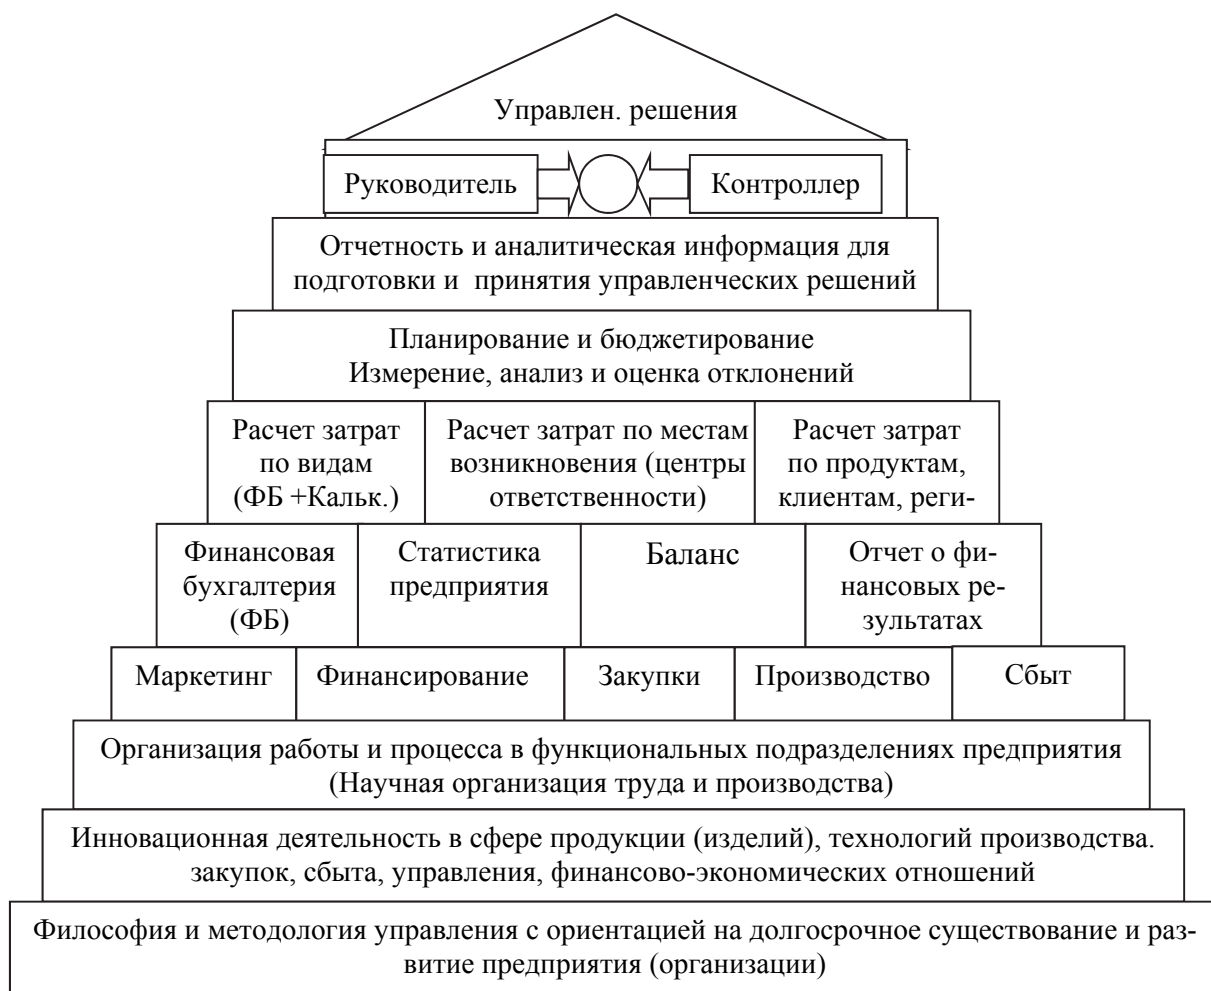 Управлен. решения
Руководитель
Контроллер
Отчетность и аналитическая информация для
подготовки и принятия управленческих решений
Планирование и бюджетирование
Измерение, анализ и оценка отклонений
Расчет затрат
по видам
(ФБ +Кальк.)
Расчет затрат по местам
возникновения (центры
ответственности)
Расчет затрат
по продуктам,
клиентам, реги-
Финансовая
бухгалтерия
(ФБ)
Статистика
предприятия
Баланс
Отчет о фи-
нансовых ре-
зультатах
Маркетинг
Финансирование
Закупки
Производство
Сбыт
Организация работы и процесса в функциональных подразделениях предприятия
(Научная организация труда и производства)
Инновационная деятельность в сфере продукции (изделий), технологий производства.
закупок, сбыта, управления, финансово-экономических отношений
Философия и методология управления с ориентацией на долгосрочное существование и раз-
витие предприятия (организации)